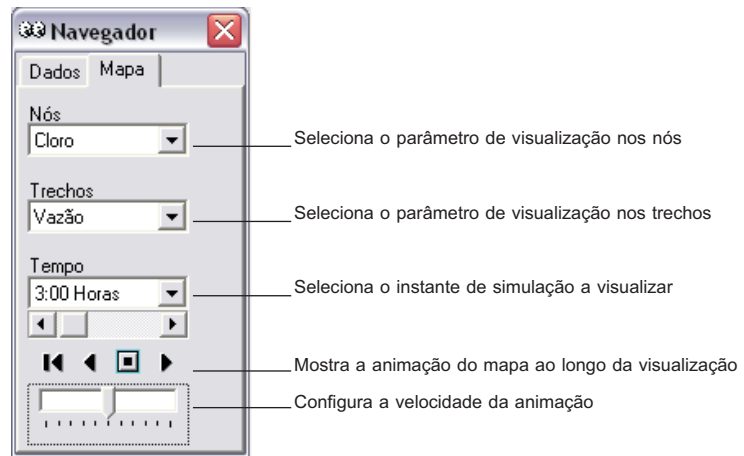 Navegador
Dados Mapa
Nós
Cloro
Seleciona o parâmetro de visualização nos nós
Trechos
Vazão
Seleciona o parâmetro de visualização nos trechos
Tempo
3:00 Horas
Seleciona o instante de simulação a visualizar
Mostra a animação do mapa ao longo da visualização
Configura a velocidade da animação